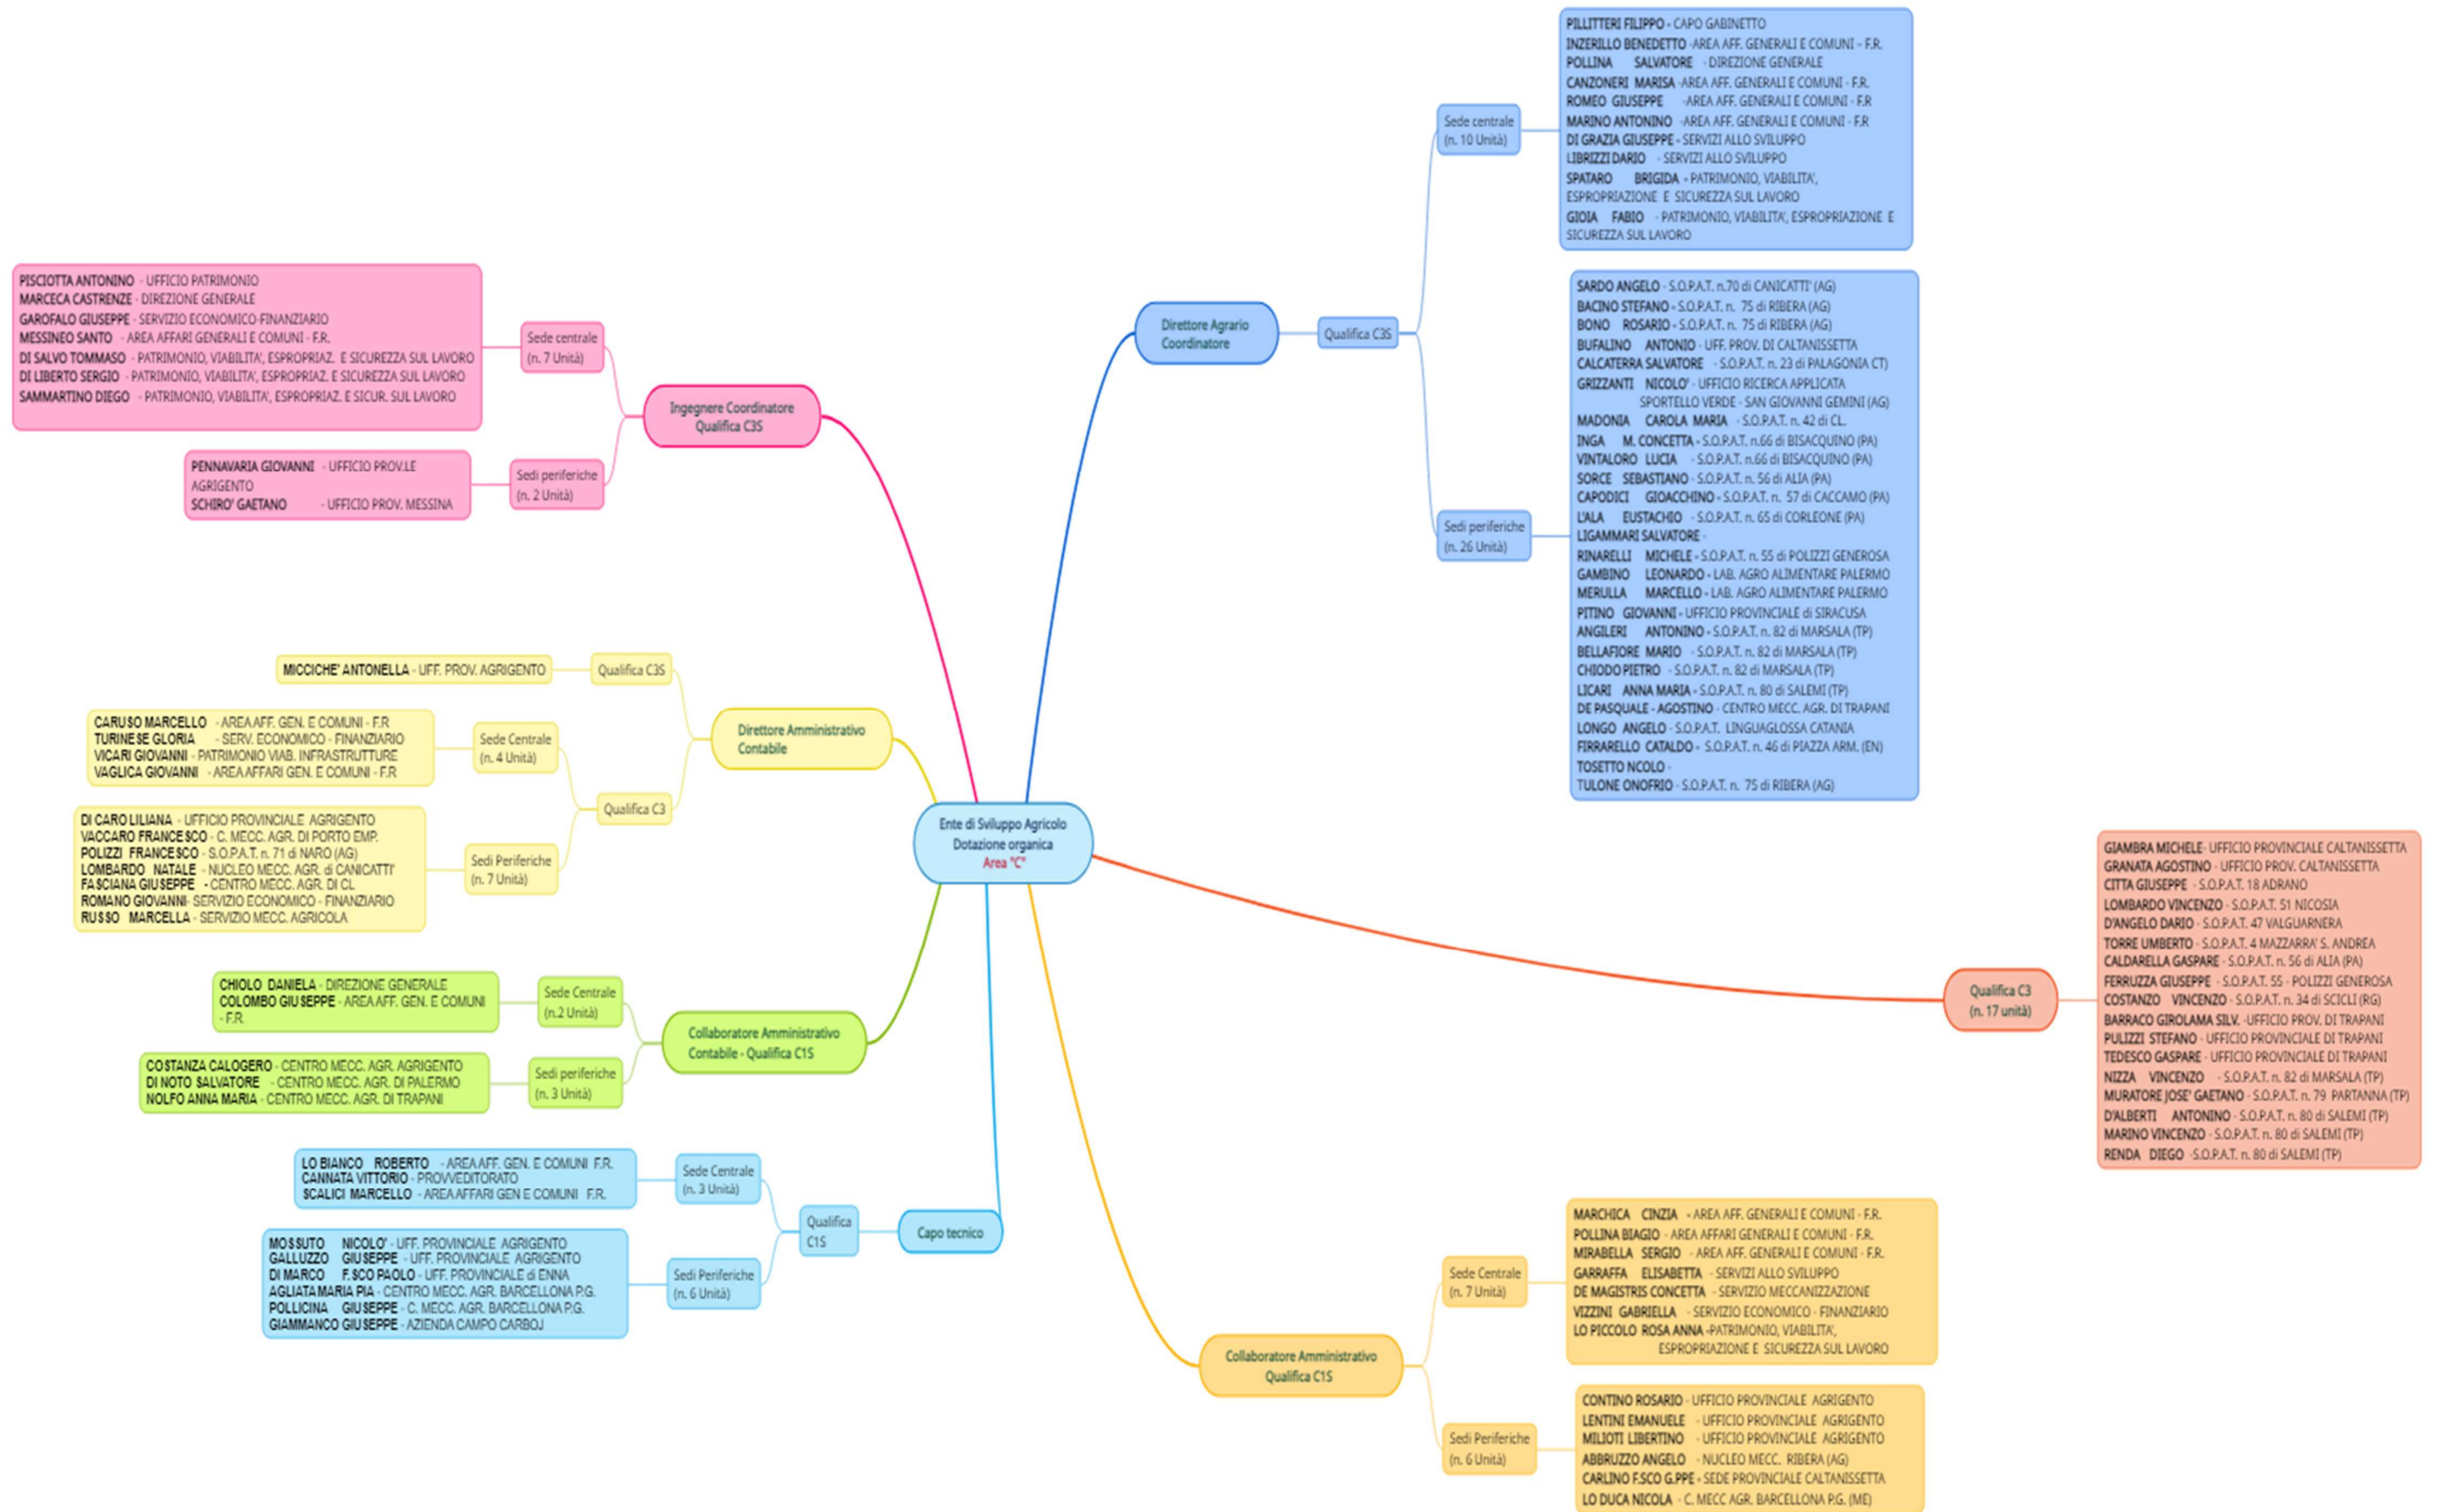 Ente di Sviluppo Agricolo
Dotazione organica
Area "C"
Direttore Agrario
Coordinatore
Qualifica C3S
Sede centrale
(n. 10 Unità)
PILLITTERI FILIPPO - CAPO GABINETTO
INZERILLO BENEDETTO -AREA AFF. GENERALI E COMUNI - F.R.
POLLINA SALVATORE - DIREZIONE GENERALE
CANZONERI MARISA -AREA AFF. GENERALI E COMUNI - F.R.
ROMEO GIUSEPPE -AREA AFF. GENERALI E COMUNI - F.R
MARINO ANTONINO -AREA AFF. GENERALI E COMUNI - F.R
DI GRAZIA GIUSEPPE - SERVIZI ALLO SVILUPPO
LIBRIZZI DARIO - SERVIZI ALLO SVILUPPO
SPATARO BRIGIDA - PATRIMONIO, VIABILITA',
ESPROPRIAZIONE E SICUREZZA SUL LAVORO
GIOIA FABIO - PATRIMONIO, VIABILITA', ESPROPRIAZIONE E
SICUREZZA SUL LAVORO
Sedi periferiche
(n. 26 Unità)
SARDO ANGELO - S.O.P.A.T. n.70 di CANICATTI' (AG)
BACINO STEFANO - S.O.P.A.T. n. 75 di RIBERA (AG)
BONO ROSARIO - S.O.P.A.T. n. 75 di RIBERA (AG)
BUFALINO ANTONIO - UFF. PROV. DI CALTANISSETTA
CALCATERRA SALVATORE - S.O.P.A.T. n. 23 di PALAGONIA CT)
GRIZZANTI NICOLO' - UFFICIO RICERCA APPLICATA
SPORTELLO VERDE - SAN GIOVANNI GEMINI (AG)
MADONIA CAROLA MARIA - S.O.P.A.T. n. 42 di CL.
INGA M. CONCETTA - S.O.P.A.T. n.66 di BISACQUINO (PA)
VINTALORO LUCIA - S.O.P.A.T. n.66 di BISACQUINO (PA)
SORCE SEBASTIANO - S.O.P.A.T. n. 56 di ALIA (PA)
CAPODICI GIOACCHINO - S.O.P.A.T. n. 57 di CACCAMO (PA)
L'ALA EUSTACHIO - S.O.P.A.T. n. 65 di CORLEONE (PA)
LIGAMMARI SALVATORE -
RINARELLI MICHELE - S.O.P.A.T. n. 55 di POLIZZI GENEROSA
GAMBINO LEONARDO - LAB. AGRO ALIMENTARE PALERMO
MERULLA MARCELLO - LAB. AGRO ALIMENTARE PALERMO
PITINO GIOVANNI - UFFICIO PROVINCIALE di SIRACUSA
ANGILERI ANTONINO - S.O.P.A.T. n. 82 di MARSALA (TP)
BELLAFIORE MARIO - S.O.P.A.T. n. 82 di MARSALA (TP)
CHIODO PIETRO - S.O.P.A.T. n. 82 di MARSALA (TP)
LICARI ANNA MARIA - S.O.P.A.T. n. 80 di SALEMI (TP)
DE PASQUALE - AGOSTINO - CENTRO MECC. AGR. DI TRAPANI
LONGO ANGELO - S.O.P.A.T. LINGUAGLOSSA CATANIA
FIRRARELLO CATALDO - S.O.P.A.T. n. 46 di PIAZZA ARM. (EN)
TOSETTO NCOLO -
TULONE ONOFRIO - S.O.P.A.T. n. 75 di RIBERA (AG)
Qualifica C3
(n. 17 unità)
GIAMBRA MICHELE- UFFICIO PROVINCIALE CALTANISSETTA
GRANATA AGOSTINO - UFFICIO PROV. CALTANISSETTA
CITTA GIUSEPPE - S.O.P.A.T. 18 ADRANO
LOMBARDO VINCENZO - S.O.P.A.T. 51 NICOSIA
D'ANGELO DARIO - S.O.P.A.T. 47 VALGUARNERA
TORRE UMBERTO - S.O.P.A.T. 4 MAZZARRA' S. ANDREA
CALDARELLA GASPARE - S.O.P.A.T. n. 56 di ALIA (PA)
FERRUZZA GIUSEPPE - S.O.P.A.T. 55 - POLIZZI GENEROSA
COSTANZO VINCENZO - S.O.P.A.T. n. 34 di SCICLI (RG)
BARRACO GIROLAMA SILV. -UFFICIO PROV. DI TRAPANI
PULIZZI STEFANO - UFFICIO PROVINCIALE DI TRAPANI
TEDESCO GASPARE - UFFICIO PROVINCIALE DI TRAPANI
NIZZA VINCENZO - S.O.P.A.T. n. 82 di MARSALA (TP)
MURATORE JOSE' GAETANO - S.O.P.A.T. n. 79 PARTANNA (TP)
D'ALBERTI ANTONINO - S.O.P.A.T. n. 80 di SALEMI (TP)
MARINO VINCENZO - S.O.P.A.T. n. 80 di SALEMI (TP)
RENDA DIEGO -S.O.P.A.T. n. 80 di SALEMI (TP)
Collaboratore Amministrativo
Qualifica C1S
Sede Centrale
(n. 7 Unità)
MARCHICA CINZIA - AREA AFF. GENERALI E COMUNI - F.R.
POLLINA BIAGIO - AREA AFFARI GENERALI E COMUNI - F.R.
MIRABELLA SERGIO - AREA AFF. GENERALI E COMUNI - F.R.
GARRAFFA ELISABETTA - SERVIZI ALLO SVILUPPO
DE MAGISTRIS CONCETTA - SERVIZIO MECCANIZZAZIONE
VIZZINI GABRIELLA - SERVIZIO ECONOMICO - FINANZIARIO
LO PICCOLO ROSA ANNA -PATRIMONIO, VIABILITA',
ESPROPRIAZIONE E SICUREZZA SUL LAVORO
Sedi Periferiche
(n. 6 Unità)
CONTINO ROSARIO - UFFICIO PROVINCIALE AGRIGENTO
LENTINI EMANUELE - UFFICIO PROVINCIALE AGRIGENTO
MILIOTI LIBERTINO - UFFICIO PROVINCIALE AGRIGENTO
ABBRUZZO ANGELO - NUCLEO MECC. RIBERA (AG)
CARLINO F.SCO G.PPE - SEDE PROVINCIALE CALTANISSETTA
LO DUCA NICOLA - C. MECC AGR. BARCELLONA P.G. (ME)
Ingegnere Coordinatore
Qualifica C3S
Sede centrale
(n. 7 Unità)
PISCIOTTA ANTONINO - UFFICIO PATRIMONIO
MARCECA CASTRENZE - DIREZIONE GENERALE
GAROFALO GIUSEPPE - SERVIZIO ECONOMICO-FINANZIARIO
MESSINEO SANTO - AREA AFFARI GENERALI E COMUNI - F.R.
DI SALVO TOMMASO - PATRIMONIO, VIABILITA', ESPROPRIAZ. E SICUREZZA SUL LAVORO
DI LIBERTO SERGIO - PATRIMONIO, VIABILITA', ESPROPRIAZ. E SICUREZZA SUL LAVORO
SAMMARTINO DIEGO - PATRIMONIO, VIABILITA', ESPROPRIAZ. E SICUR. SUL LAVORO
Sedi periferiche
(n. 2 Unità)
PENNAVARIA GIOVANNI - UFFICIO PROV.LE
AGRIGENTO
SCHIRO' GAETANO - UFFICIO PROV. MESSINA
Direttore Amministrativo
Contabile
Qualifica C3S
MICCICHE' ANTONELLA - UFF. PROV. AGRIGENTO
Qualifica C3
Sede Centrale
(n. 4 Unità)
CARUSO MARCELLO - AREA AFF. GEN. E COMUNI - F.R
TURINESE GLORIA - SERV. ECONOMICO - FINANZIARIO
VICARI GIOVANNI - PATRIMONIO VIAB. INFRASTRUTTURE
VAGLICA GIOVANNI - AREA AFFARI GEN. E COMUNI - F.R
Sedi Periferiche
(n. 7 Unità)
DI CARO LILIANA - UFFICIO PROVINCIALE AGRIGENTO
VACCARO FRANCESCO - C. MECC. AGR. DI PORTO EMP.
POLIZZI FRANCESCO - S.O.P.A.T. n. 71 di NARO (AG)
LOMBARDO NATALE - NUCLEO MECC. AGR. di CANICATTI'
FASCIANA GIUSEPPE - CENTRO MECC. AGR. DI CL
ROMANO GIOVANNI- SERVIZIO ECONOMICO - FINANZIARIO
RUSSO MARCELLA - SERVIZIO MECC. AGRICOLA
Collaboratore Amministrativo
Contabile - Qualifica C1S
Sede Centrale
(n.2 Unità)
CHIOLO DANIELA - DIREZIONE GENERALE
COLOMBO GIUSEPPE - AREA AFF. GEN. E COMUNI
- F.R.
Sedi periferiche
(n. 3 Unità)
COSTANZA CALOGERO - CENTRO MECC. AGR. AGRIGENTO
DI NOTO SALVATORE - CENTRO MECC. AGR. DI PALERMO
NOLFO ANNA MARIA - CENTRO MECC. AGR. DI TRAPANI
Capo tecnico
Qualifica
C1S
Sede Centrale
(n. 3 Unità)
LO BIANCO ROBERTO - AREA AFF. GEN. E COMUNI F.R.
CANNATA VITTORIO - PROVVEDITORATO
SCALICI MARCELLO - AREA AFFARI GEN E COMUNI F.R.
Sedi Periferiche
(n. 6 Unità)
MOSSUTO NICOLO' - UFF. PROVINCIALE AGRIGENTO
GALLUZZO GIUSEPPE - UFF. PROVINCIALE AGRIGENTO
DI MARCO F.SCO PAOLO - UFF. PROVINCIALE di ENNA
AGLIATA MARIA PIA - CENTRO MECC. AGR. BARCELLONA P.G.
POLLICINA GIUSEPPE - C. MECC. AGR. BARCELLONA P.G.
GIAMMANCO GIUSEPPE - AZIENDA CAMPO CARBOJ